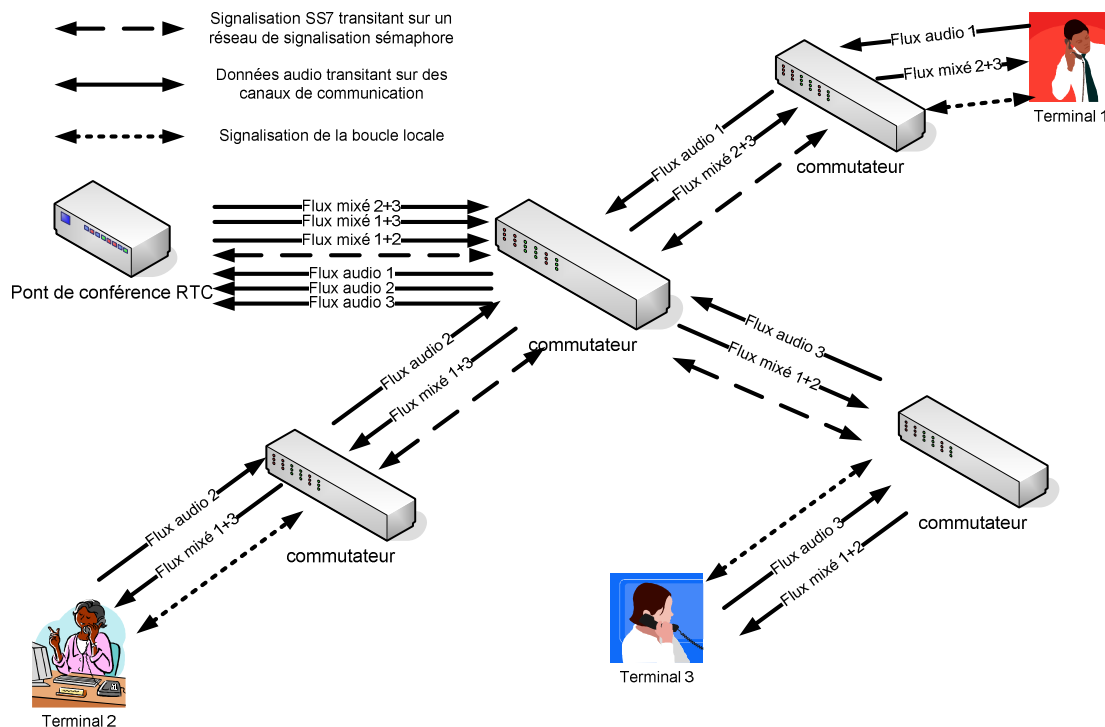 Signalisation SS7 transitant sur un
réseau de signalisation sémaphore
Données audio transitant sur des
canaux de communication
Signalisation de la boucle locale
Flux audio 1
Flux mixé 2+3
Terminal 1
commutateur
Flux audio 1
Flux mixé 2+3
Flux mixé 2+3
Flux mixé 1+3
Flux mixé 1+2
Flux audio 1
Flux audio 2
Flux audio 3
Pont de conférence RTC
commutateur
Flux audio 3
Flux mixé 1+2
Flux audio 2
Flux mixé 1+3
commutateur
Flux audio 2
Flux mixé 1+3
commutateur
Flux audio 3
Flux mixé 1+2
Terminal 3
Terminal 2